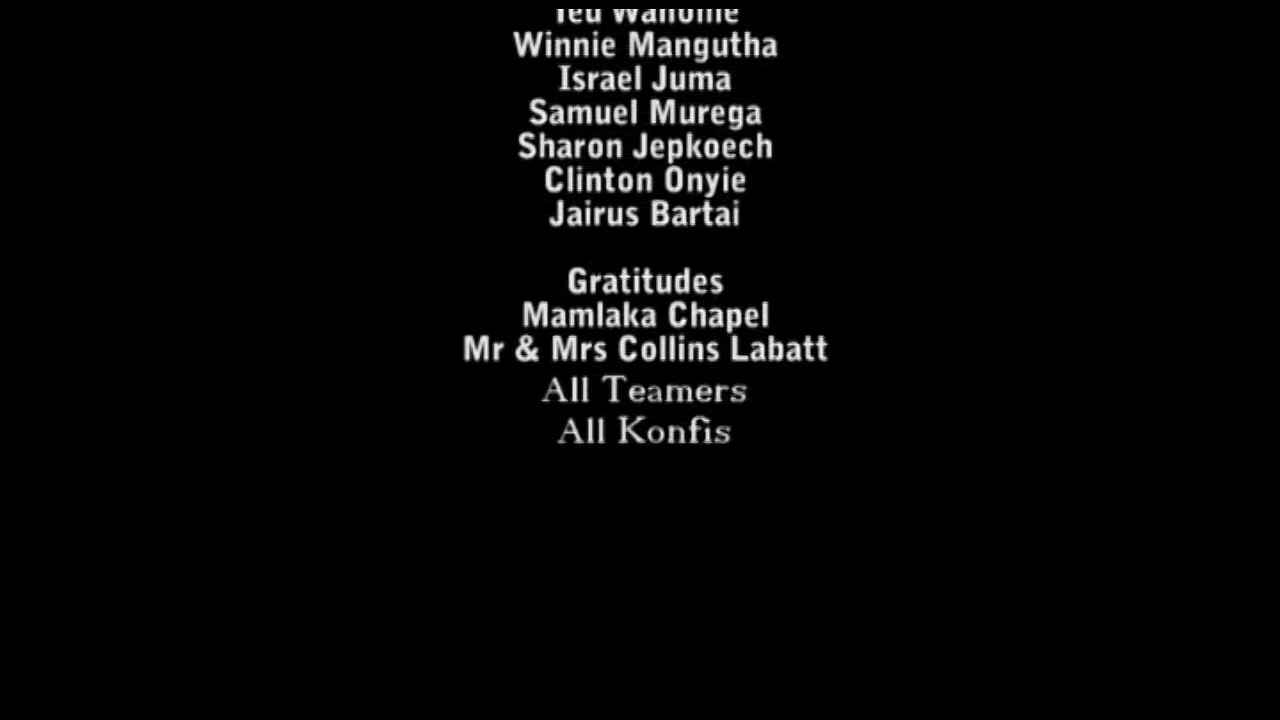 Winnie Mangutha
Israel Juma
Samuel Murega
Sharon Jepkoech
Clinton Onyie
Jairus Bartai
Gratitudes
Mamlaka Chapel
Mr & Mrs Collins Labatt
All Teamers
All Konfis